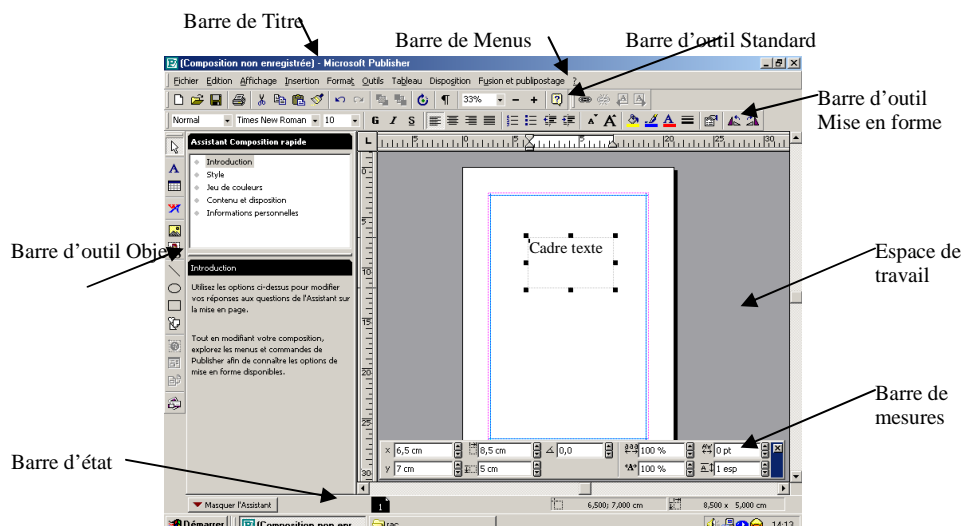 Barre de Titre
Barre de Menus
Barre d'outil Standard
(Composition non enregistrée) - Microsoft Publisher
Fichier Edition Affichage Insertion Format Outils Tableau Disposition Fusion et publipostage ?
33%
Barre d'outil
Mise en forme
Normal Times New Roman 10 G I S
Assistant Composition rapide
Introduction
Style
Jeu de couleurs
Contenu et disposition
Informations personnelles
Cadre texte
Barre d'outil Objets
Espace de
travail
Introduction
Utilisez les options ci-dessus pour modifier
vos réponses aux questions de l'Assistant sur
la mise en page.
Tout en modifiant votre composition,
explorez les menus et commandes de
Publisher afin de connaître les options de
mise en forme disponibles.
Barre de
mesures
x 6,5 cm 8,5 cm 0,0 100 % 0 pt
y 7 cm 5 cm 100 % 1 esp
Barre d'état
Masquer l'Assistant 1 6,500; 7,000 cm 8,500 x 5,000 cm
Démarrer (Composition non enr... rac 14:13